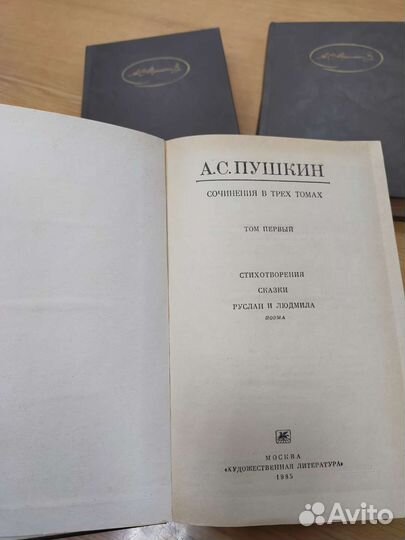 А.С.ПУШКИН
СОЧИНЕНИЯ В ТРЕХ ТОМАХ
ТОМ ПЕРВЫЙ
СТИХОТВОРЕНИЯ
СКАЗКИ
РУСЛАН И ЛЮДМИЛА
ПОЭМА
МОСКВА
«ХУДОЖЕСТВЕННАЯ ЛИТЕРАТУРА»
1985
Avito